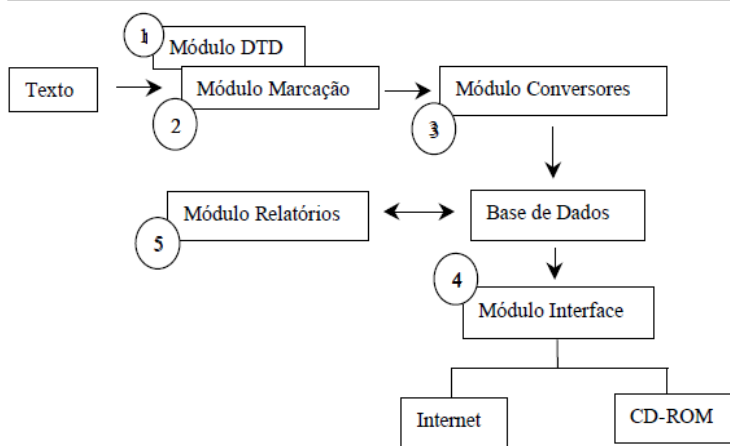 1
Módulo DTD
Texto
Módulo Marcação
2
Módulo Conversores
3
Módulo Relatórios
5
Base de Dados
4
Módulo Interface
Internet
CD-ROM